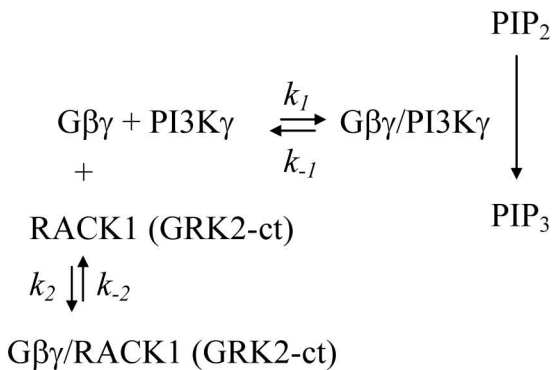 PIP2
Gβγ + PI3Kγ k1 k-1 Gβγ/PI3Kγ
+
PIP3
RACK1 (GRK2-ct)
k2 k-2
Gβγ/RACK1 (GRK2-ct)